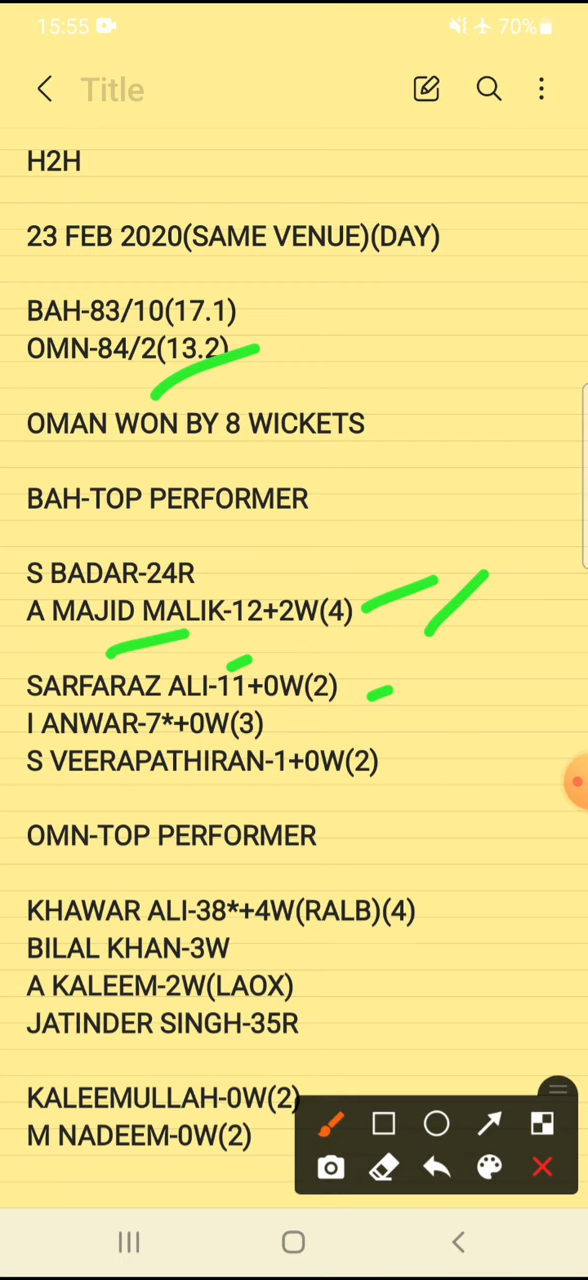 15:55 70%
Title
H2H
23 FEB 2020(SAME VENUE)(DAY)
BAH-83/10(17.1)
OMN-84/2(13.2)
OMAN WON BY 8 WICKETS
BAH-TOP PERFORMER
S BADAR-24R
A MAJID MALIK-12+2W(4)
SARFARAZ ALI-11+0W(2)
I ANWAR-7*+0W(3)
S VEERAPATHIRAN-1+0W(2)
OMN-TOP PERFORMER
KHAWAR ALI-38*+4W(RALB)(4)
BILAL KHAN-3W
A KALEEM-2W(LAOX)
JATINDER SINGH-35R
KALEEMULLAH-0W(2)
M NADEEM-0W(2)